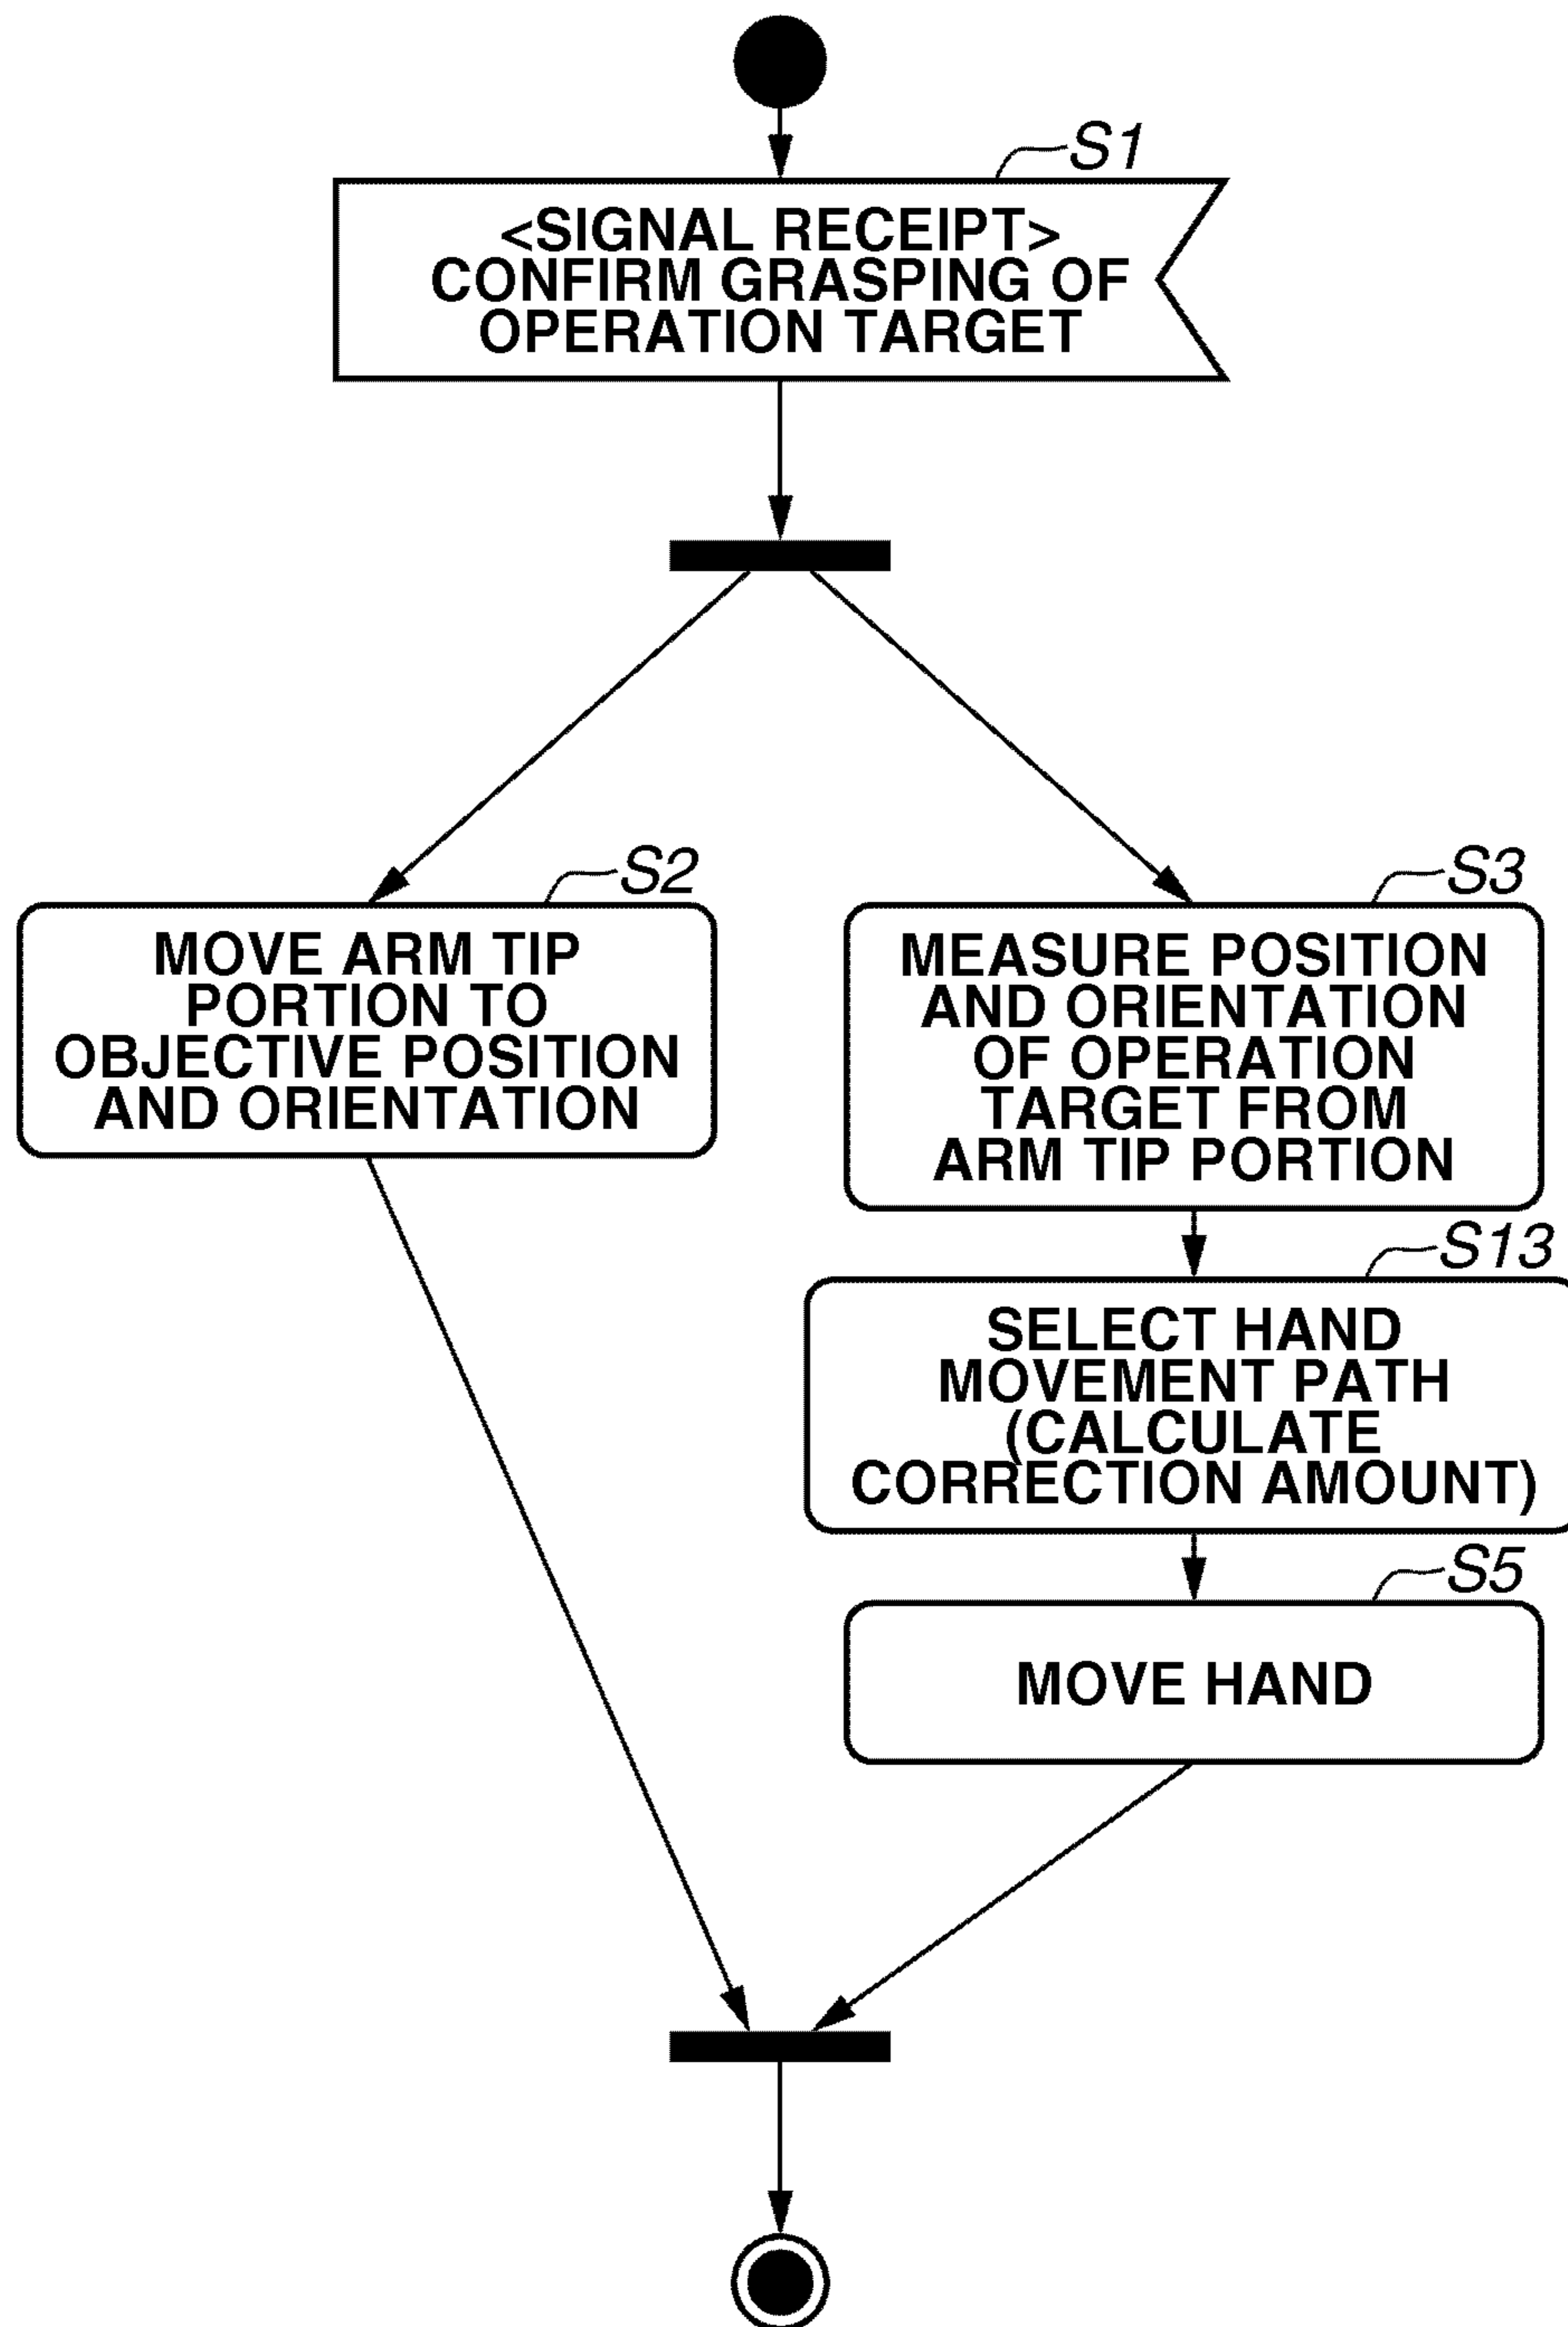 S1
<SIGNAL RECEIPT>
CONFIRM GRASPING OF
OPERATION TARGET
S2
MOVE ARM TIP
PORTION TO
OBJECTIVE POSITION
AND ORIENTATION
S3
MEASURE POSITION
AND ORIENTATION
OF OPERATION
TARGET FROM
ARM TIP PORTION
S13
SELECT HAND
MOVEMENT PATH
(CALCULATE
CORRECTION AMOUNT)
S5
MOVE HAND